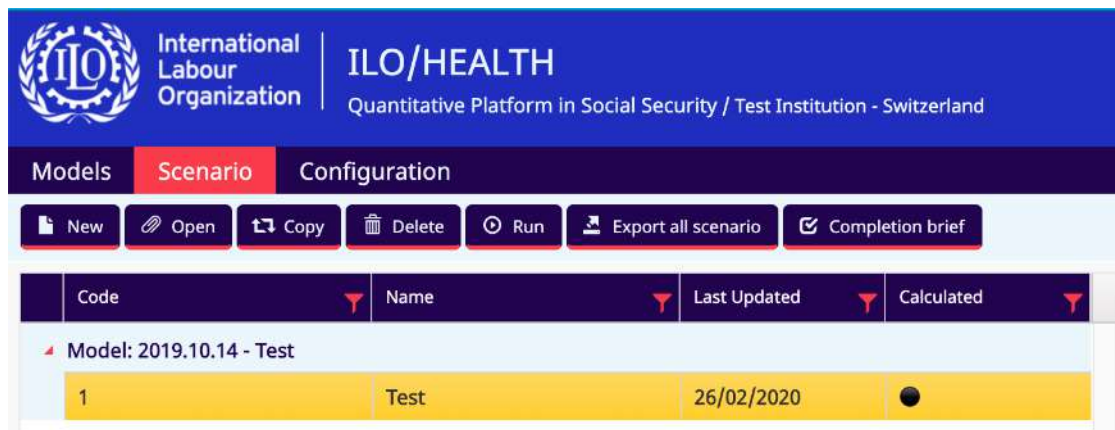 ILO
International
Labour
Organization
ILO/HEALTH
Quantitative Platform in Social Security / Test Institution - Switzerland
Models Scenario Configuration
New Open Copy Delete Run Export all scenario Completion brief
Code Name Last Updated Calculated
Model: 2019.10.14 - Test
1 Test 26/02/2020